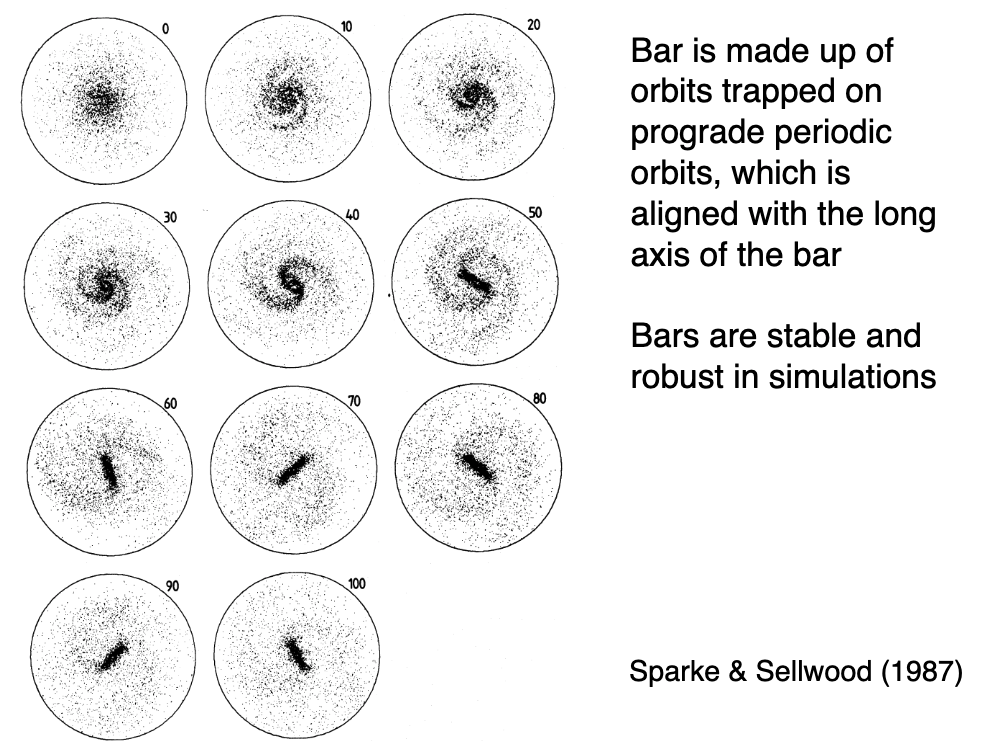 0
10
20
30
40
50
60
70
80
90
100
Bar is made up of
orbits trapped on
prograde periodic
orbits, which is
aligned with the long
axis of the bar
Bars are stable and
robust in simulations
Sparke & Sellwood (1987)